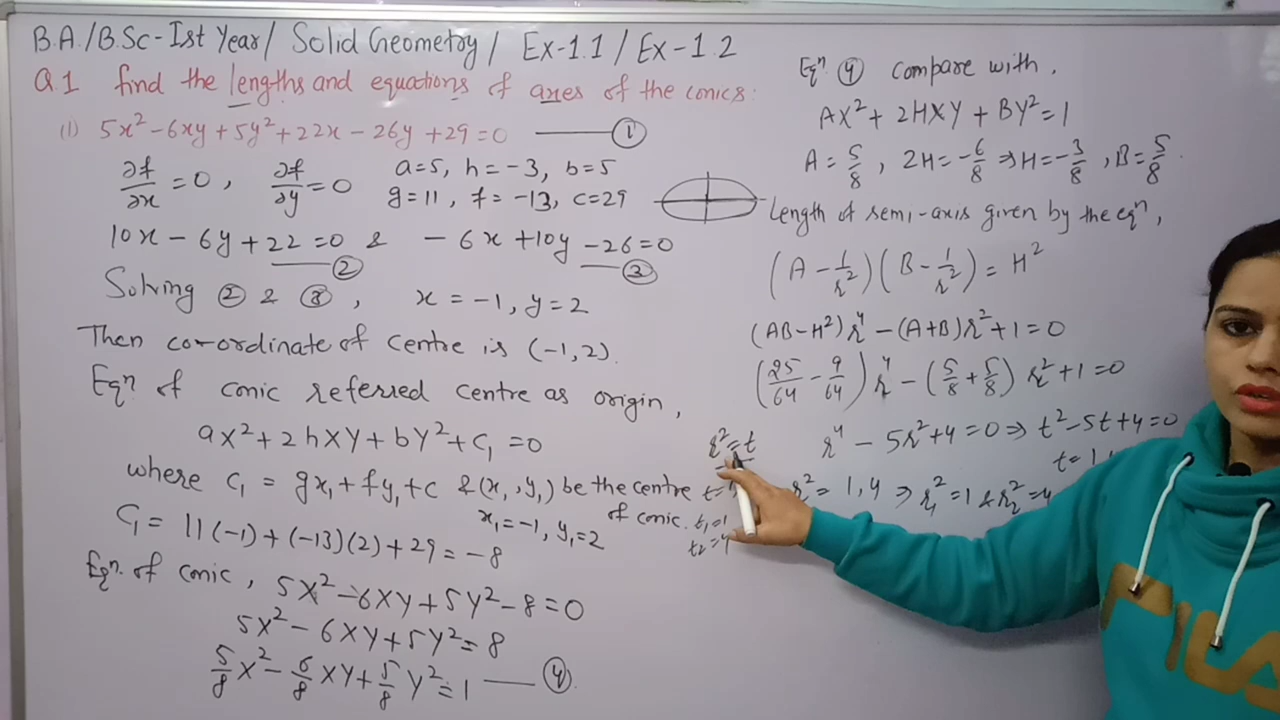 B.A./B.Sc-Ist Year/ Solid Geometry/ Ex-1.1 / Ex-1.2
Q.1 find the lengths and equations of axes of the conics:
(1) 5x²-6xy+5y²+22x-26y+29=0 ——— ①
∂f/∂x =0, ∂f/∂y=0
a=5, h=-3, b=5
g=11, f=-13, c=29
10x-6y+22=0 & -6x+10y-26=0
② ③
Solving ② & ③, x=-1, y=2
Then co-ordinate of centre is (-1,2).
Eqⁿ of conic referred centre as origin,
aX²+2hXY+bY²+C₁=0
where C₁ = gx₁+fy₁+c & (x₁,y₁) be the centre of conic.
x₁=-1, y₁=2
C₁= 11(-1)+(-13)(2)+29=-8
Eqⁿ. of conic, 5X²-6XY+5Y²-8=0
5X²-6XY+5Y²=8
5/8 X²-6/8 XY+5/8 Y²=1 —— ④.
Eqⁿ ④ compare with,
AX²+2HXY+BY²=1
A=5/8, 2H=-6/8 ⇒H=-3/8, B=5/8.
Length of semi-axis given by the eqⁿ,
(A-1/r²)(B-1/r²)=H²
(AB-H²)r⁴-(A+B)r²+1=0
(25/64-9/64)r⁴-(5/8+5/8)r²+1=0
r⁴-5r²+4=0⇒t²-5t+4=0
r²=t
t=1,
r²=1,4 ⇒r₁²=1 & r₂²=4
t=
t₁=1
t₂=4
FILA